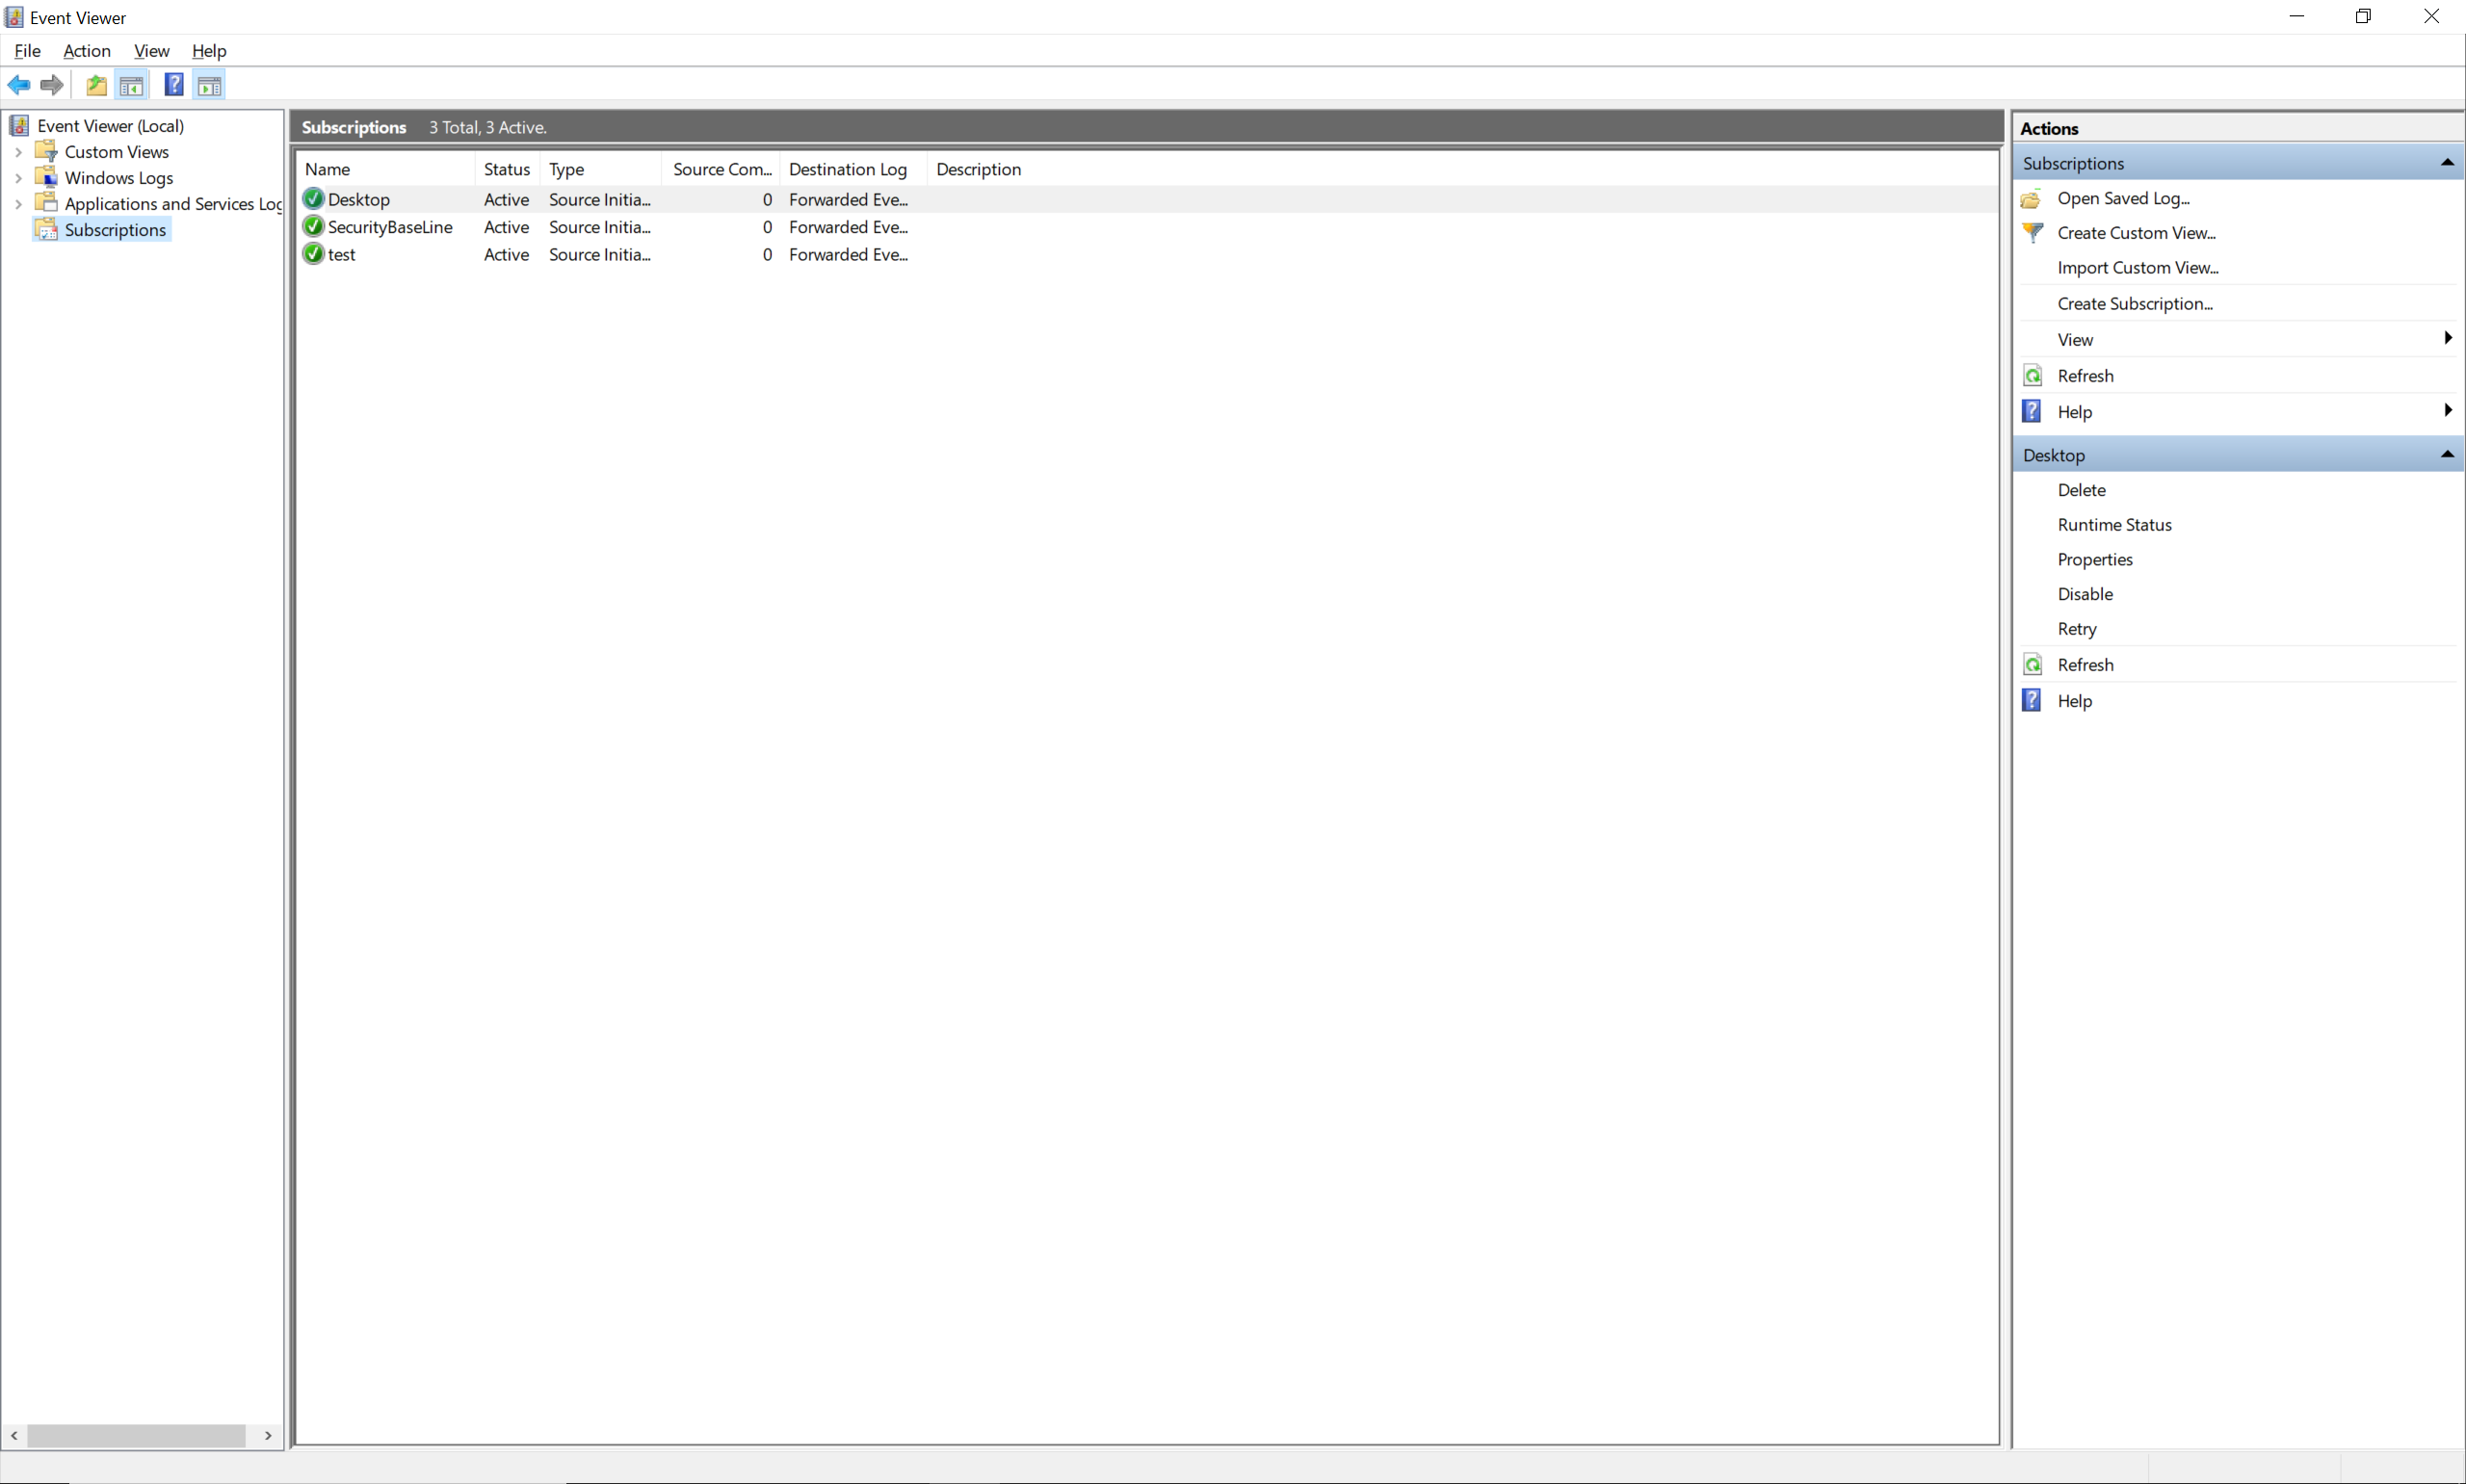 Event Viewer
File Action View Help
Event Viewer (Local)
Custom Views
Windows Logs
Applications and Services Log
Subscriptions
Subscriptions 3 Total, 3 Active.
Name Status Type Source Com... Destination Log Description
Desktop Active Source Initia... 0 Forwarded Eve...
SecurityBaseLine Active Source Initia... 0 Forwarded Eve...
test Active Source Initia... 0 Forwarded Eve...
Actions
Subscriptions
Open Saved Log...
Create Custom View...
Import Custom View...
Create Subscription...
View
Refresh
Help
Desktop
Delete
Runtime Status
Properties
Disable
Retry
Refresh
Help